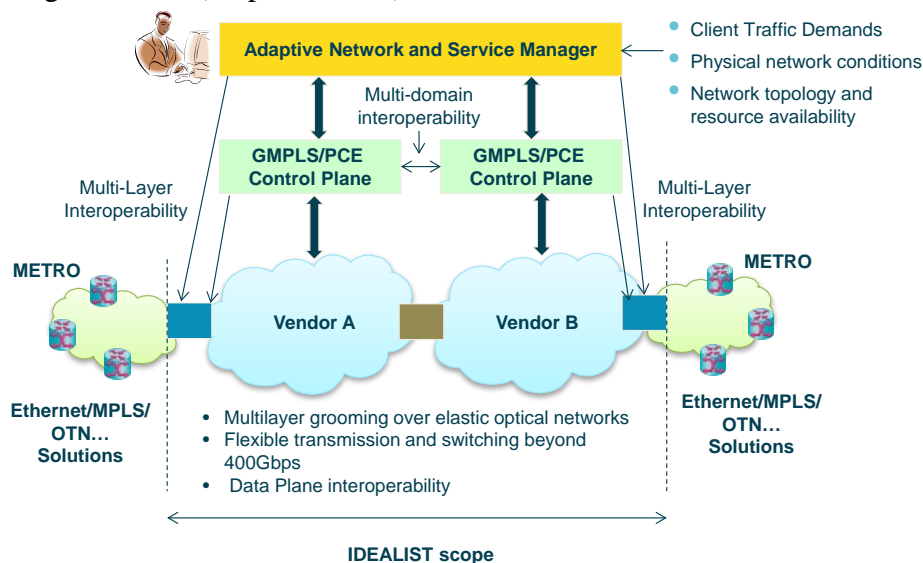 Adaptive Network and Service Manager
• Client Traffic Demands
• Physical network conditions
• Network topology and
resource availability
Multi-domain
interoperability
GMPLS/PCE
Control Plane
GMPLS/PCE
Control Plane
Multi-Layer
Interoperability
Multi-Layer
Interoperability
METRO
METRO
Vendor A
Vendor B
Ethernet/MPLS/
OTN…
Solutions
Ethernet/MPLS/
OTN…
Solutions
• Multilayer grooming over elastic optical networks
• Flexible transmission and switching beyond
400Gbps
• Data Plane interoperability
IDEALIST scope